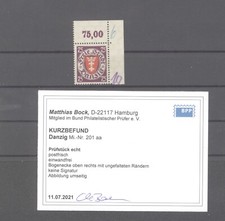 75,00
Matthias Bock, D-22117 Hamburg
Mitglied im Bund Philatelistischer Prüfer e. V.
BPP
KURZBEFUND
Danzig Mi.-Nr. 201 aa
Prüfstück echt
postfrisch
einwandfrei
Bogenecke oben rechts mit ungefalteten Rändern
keine Signatur
Abbildung umseitig
11.07.2021